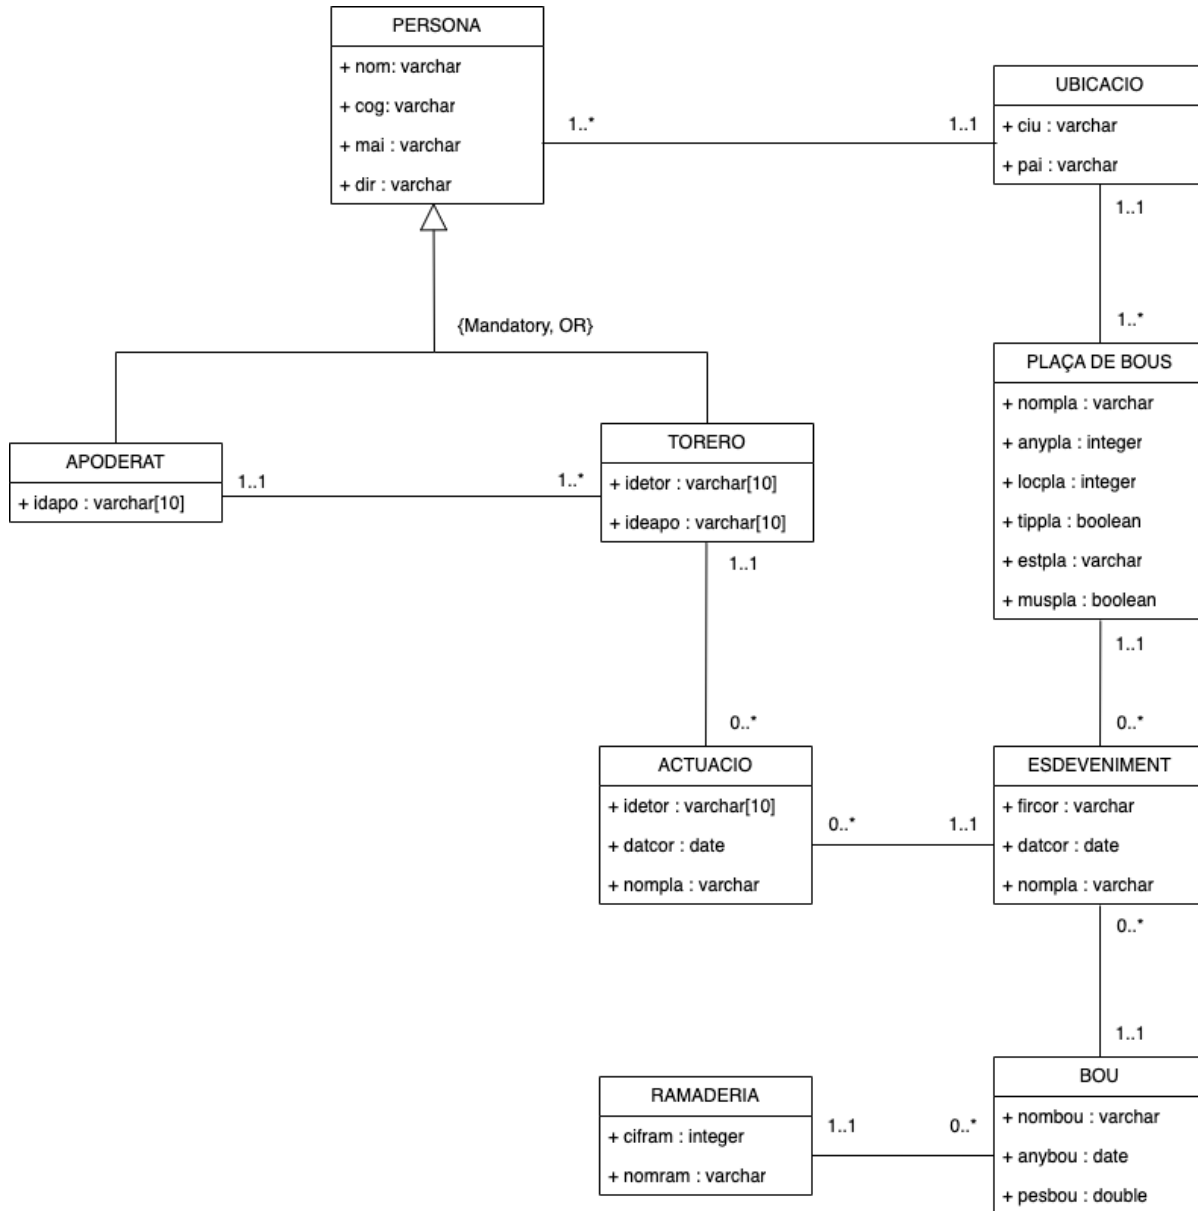 PERSONA
+ nom: varchar
+ cog: varchar
+ mai : varchar
+ dir : varchar
1..*
1..1
UBICACIO
+ ciu : varchar
+ pai : varchar
1..1
{Mandatory, OR}
1..*
PLAÇA DE BOUS
+ nompla : varchar
+ anypla : integer
+ locpla : integer
+ tippla : boolean
+ estpla : varchar
+ muspla : boolean
APODERAT
+ idapo : varchar[10]
1..1
1..*
TORERO
+ idetor : varchar[10]
+ ideapo : varchar[10]
1..1
1..1
0..*
0..*
ACTUACIO
+ idetor : varchar[10]
+ datcor : date
+ nompla : varchar
0..*
1..1
ESDEVENIMENT
+ fircor : varchar
+ datcor : date
+ nompla : varchar
0..*
1..1
RAMADERIA
+ cifram : integer
+ nomram : varchar
1..1
0..*
BOU
+ nombou : varchar
+ anybou : date
+ pesbou : double